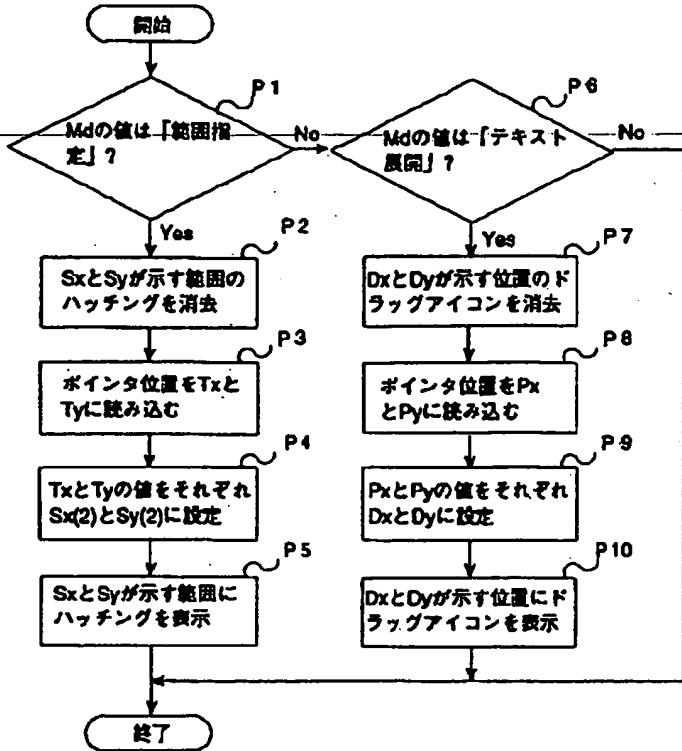 開始
P1
Mdの値は「範囲指
定」?
No
Yes
P2
SxとSyが示す範囲の
ハッチングを消去
P3
ポインタ位置をTxと
Tyに読み込む
P4
TxとTyの値をそれぞれ
Sx(2)とSy(2)に設定
P5
SxとSyが示す範囲に
ハッチングを表示
P6
Mdの値は「テキスト
展開」?
No
Yes
P7
DxとDyが示す位置のド
ラッグアイコンを消去
P8
ポインタ位置をPx
とPyに読み込む
P9
PxとPyの値をそれぞれ
DxとDyに設定
P10
DxとDyが示す位置にド
ラッグアイコンを表示
終了